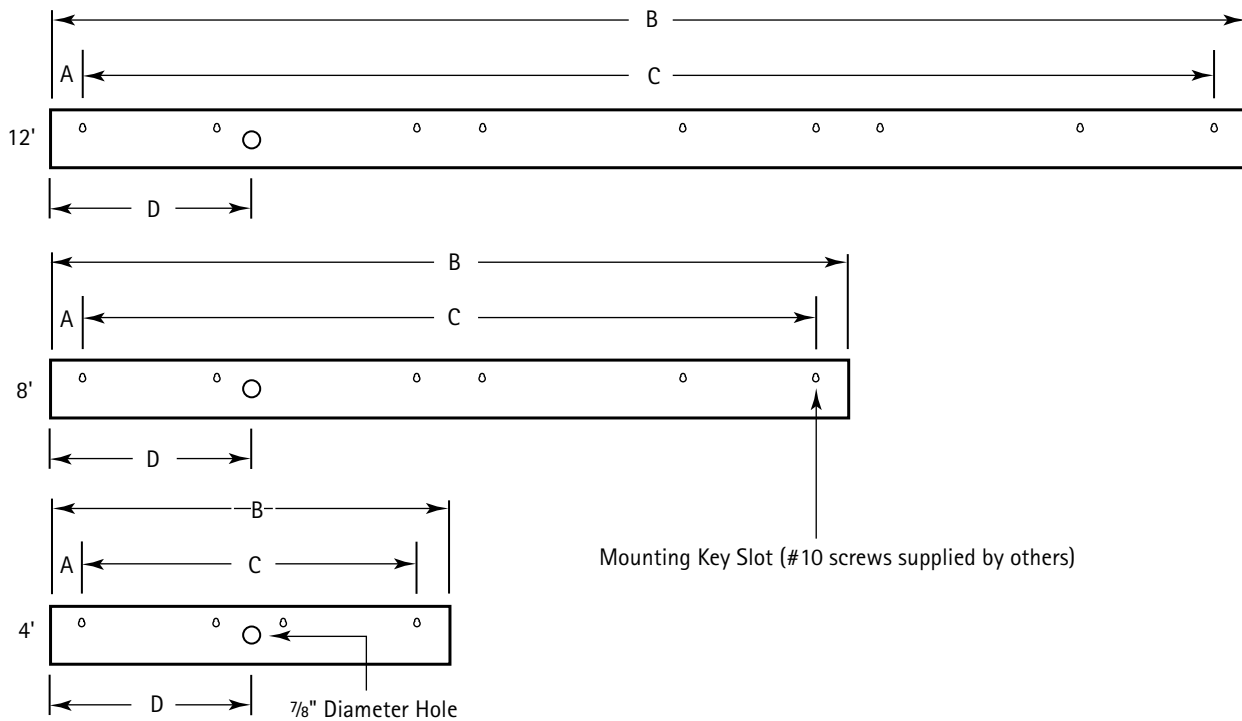 B
A
C
12'
D
B
A
C
8'
D
B
Mounting Key Slot (#10 screws supplied by others)
A
C
4'
D
7/8" Diameter Hole